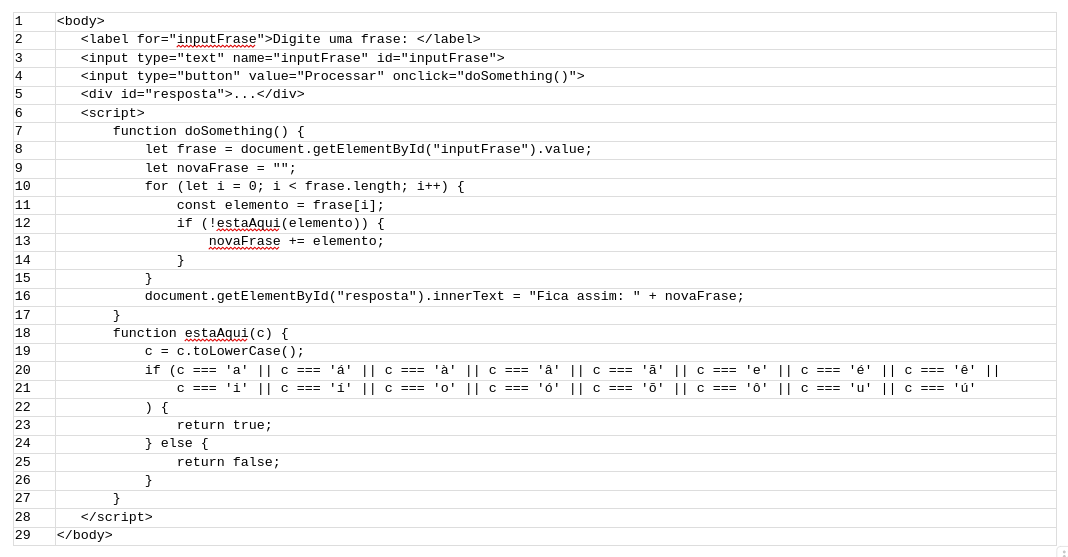 1 <body>
2    <label for="inputFrase">Digite uma frase: </label>
3    <input type="text" name="inputFrase" id="inputFrase">
4    <input type="button" value="Processar" onclick="doSomething()">
5    <div id="resposta">...</div>
6    <script>
7        function doSomething() {
8            let frase = document.getElementById("inputFrase").value;
9            let novaFrase = "";
10            for (let i = 0; i < frase.length; i++) {
11                const elemento = frase[i];
12                if (!estaAqui(elemento)) {
13                    novaFrase += elemento;
14                }
15            }
16            document.getElementById("resposta").innerText = "Fica assim: " + novaFrase;
17        }
18        function estaAqui(c) {
19            c = c.toLowerCase();
20            if (c === 'a' || c === 'á' || c === 'à' || c === 'â' || c === 'ã' || c === 'e' || c === 'é' || c === 'ê' ||
21                c === 'i' || c === 'í' || c === 'o' || c === 'ó' || c === 'õ' || c === 'ô' || c === 'u' || c === 'ú'
22            ) {
23                return true;
24            } else {
25                return false;
26            }
27        }
28    </script>
29 </body>